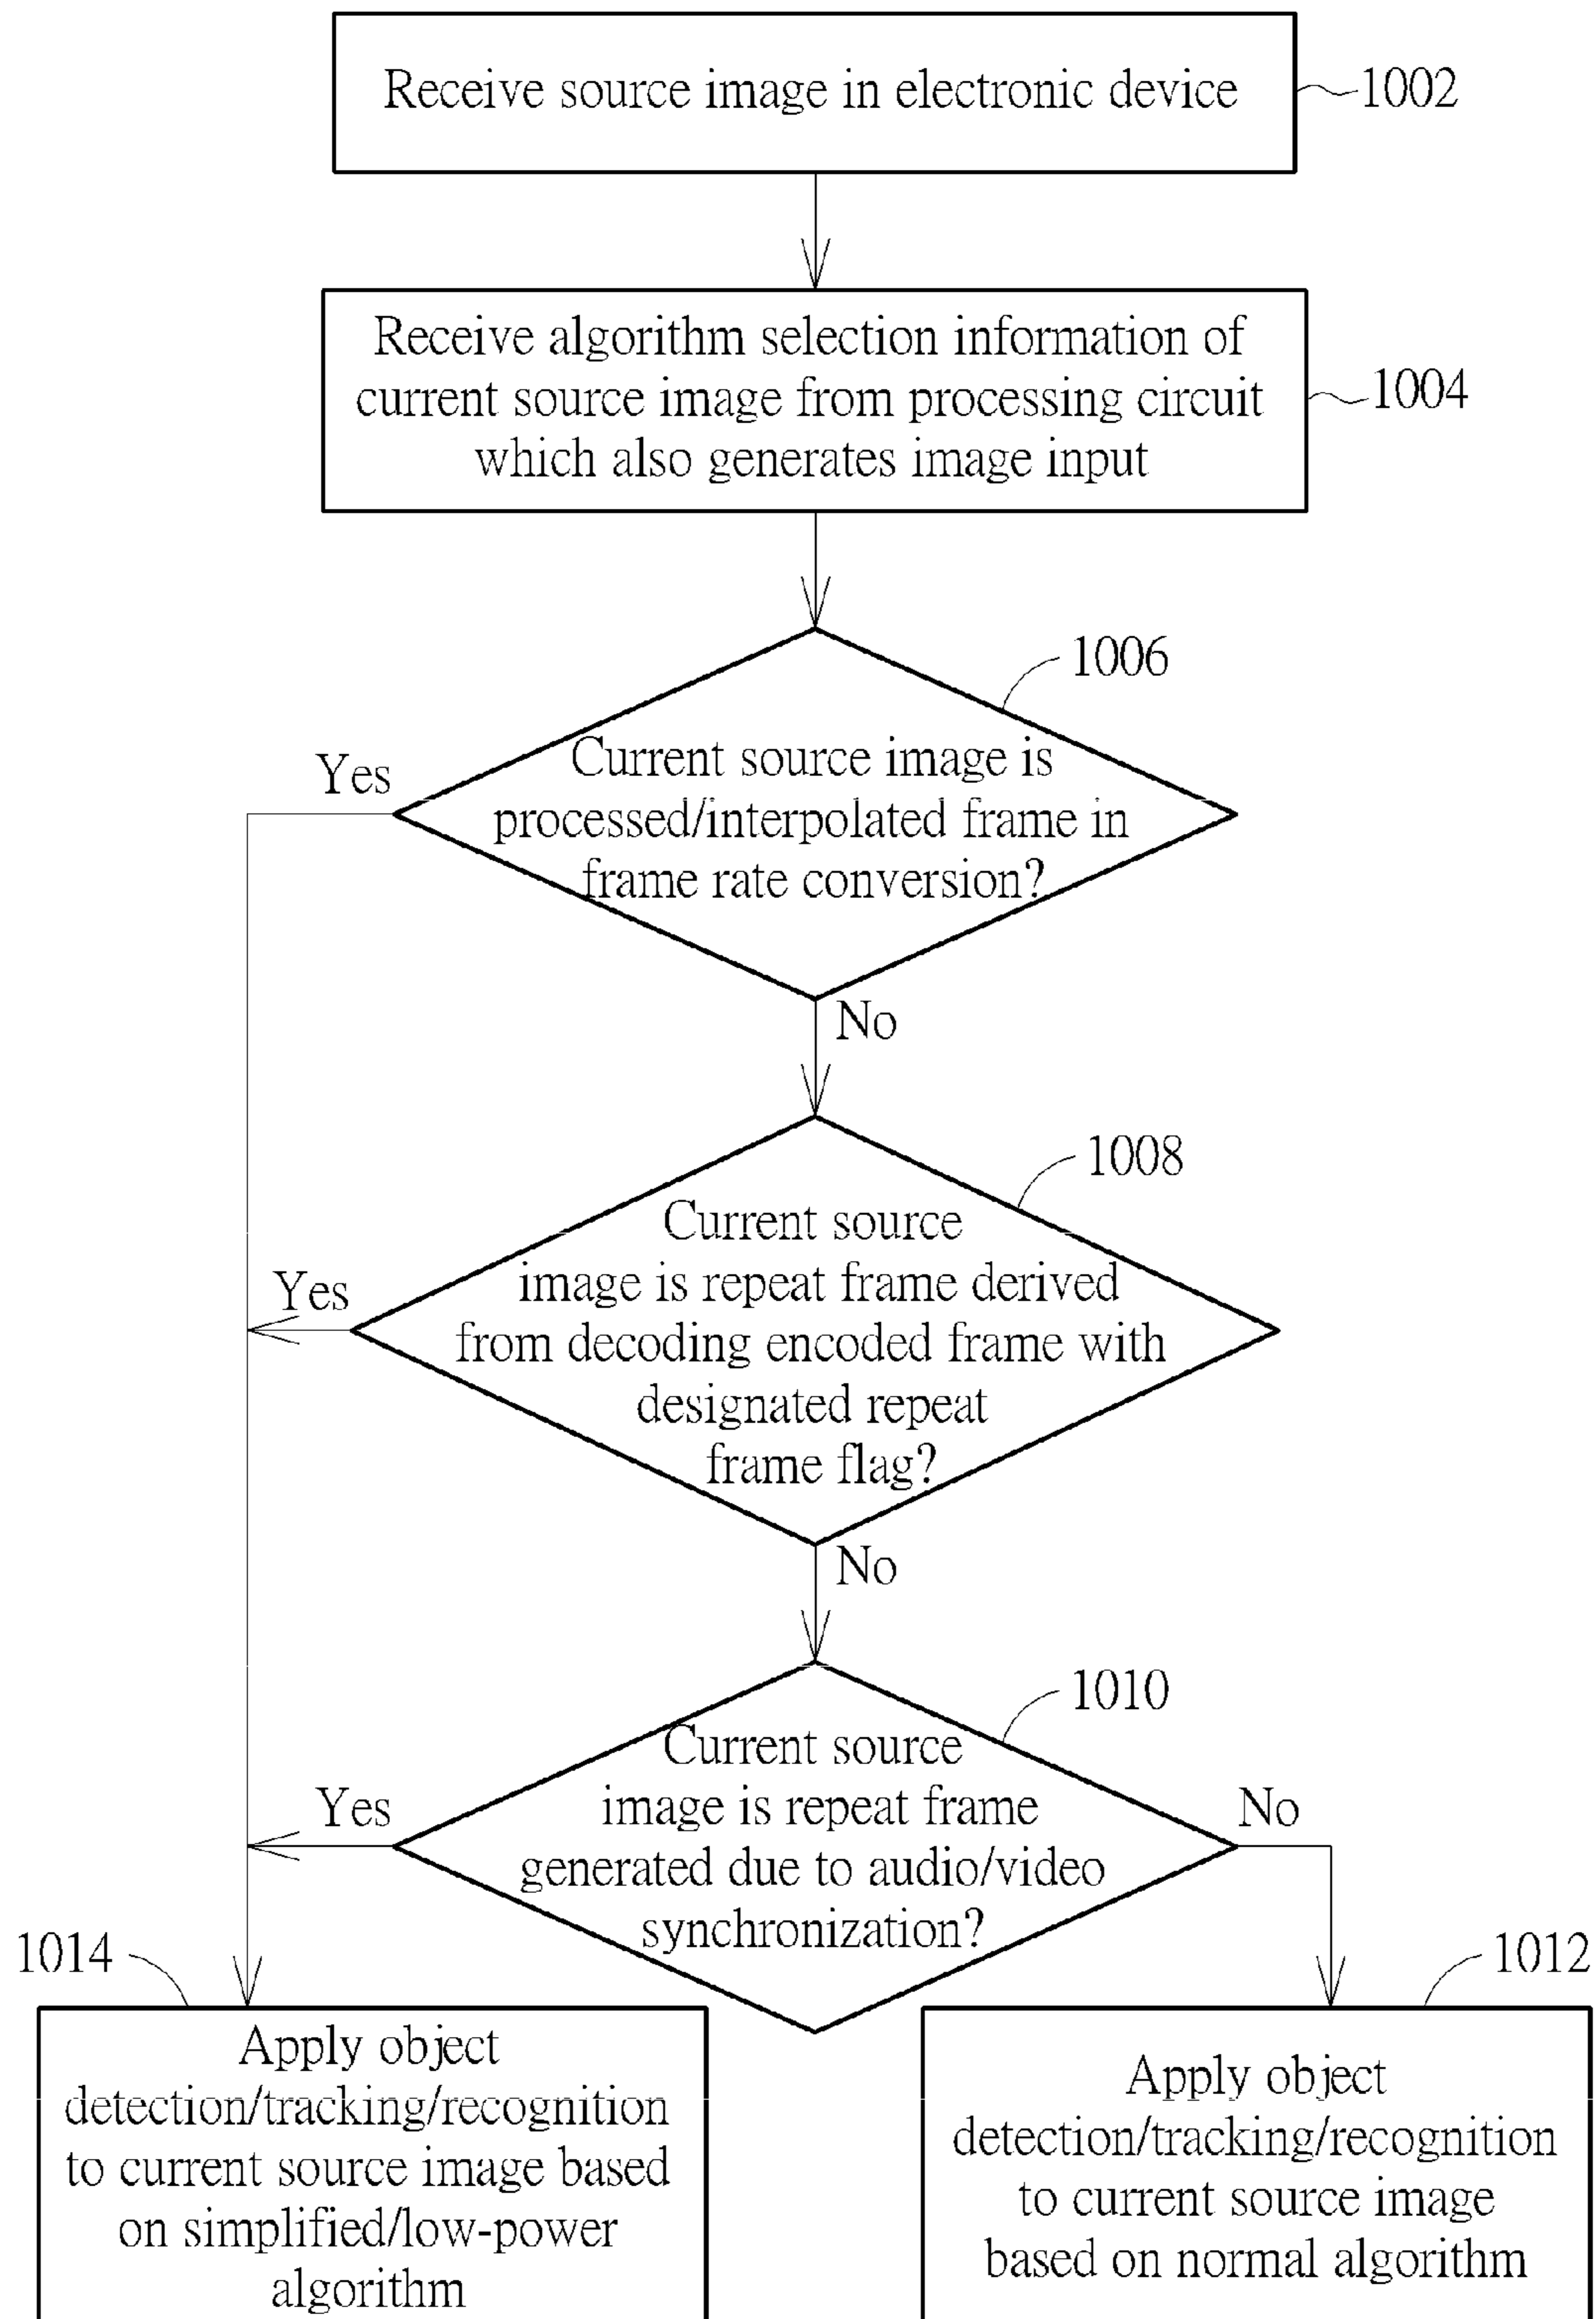 Receive source image in electronic device
1002
Receive algorithm selection information of
current source image from processing circuit
which also generates image input
1004
1006
Current source image is
processed/interpolated frame in
frame rate conversion?
Yes
No
1008
Current source
image is repeat frame derived
from decoding encoded frame with
designated repeat
frame flag?
Yes
No
1010
Current source
image is repeat frame
generated due to audio/video
synchronization?
Yes
No
1014
Apply object
detection/tracking/recognition
to current source image based
on simplified/low-power
algorithm
1012
Apply object
detection/tracking/recognition
to current source image
based on normal algorithm